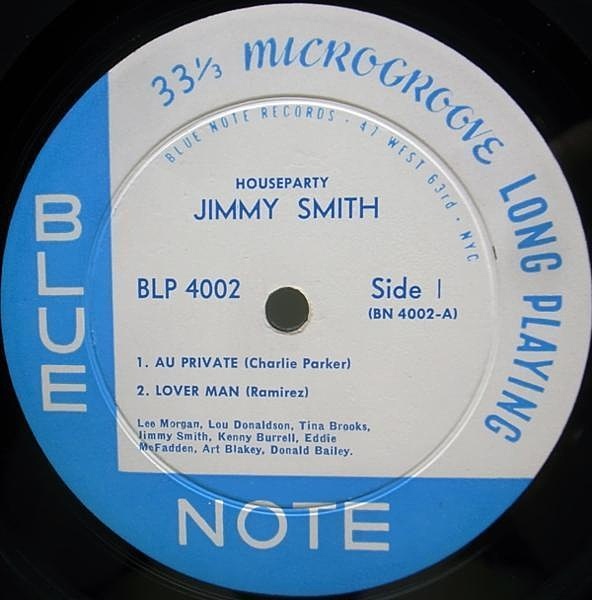 33⅓ MICROGROOVE LONG PLAYING
BLUE NOTE RECORDS · 47 WEST 63rd · NYC
HOUSEPARTY
JIMMY SMITH
BLP 4002
Side 1
(BN 4002-A)
1. AU PRIVATE (Charlie Parker)
2. LOVER MAN (Ramirez)
Lee Morgan, Lou Donaldson, Tina Brooks,
Jimmy Smith, Kenny Burrell, Eddie
McFadden, Art Blakey, Donald Bailey.
BLUE
NOTE